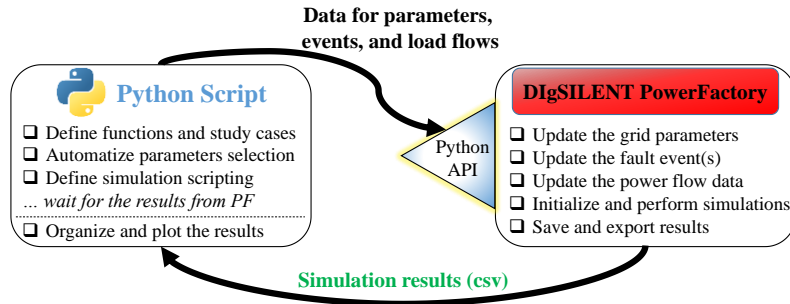 Data for parameters,
events, and load flows
Python Script
❑ Define functions and study cases
❑ Automatize parameters selection
❑ Define simulation scripting
... wait for the results from PF
❑ Organize and plot the results
Python
API
DIgSILENT PowerFactory
❑ Update the grid parameters
❑ Update the fault event(s)
❑ Update the power flow data
❑ Initialize and perform simulations
❑ Save and export results
Simulation results (csv)